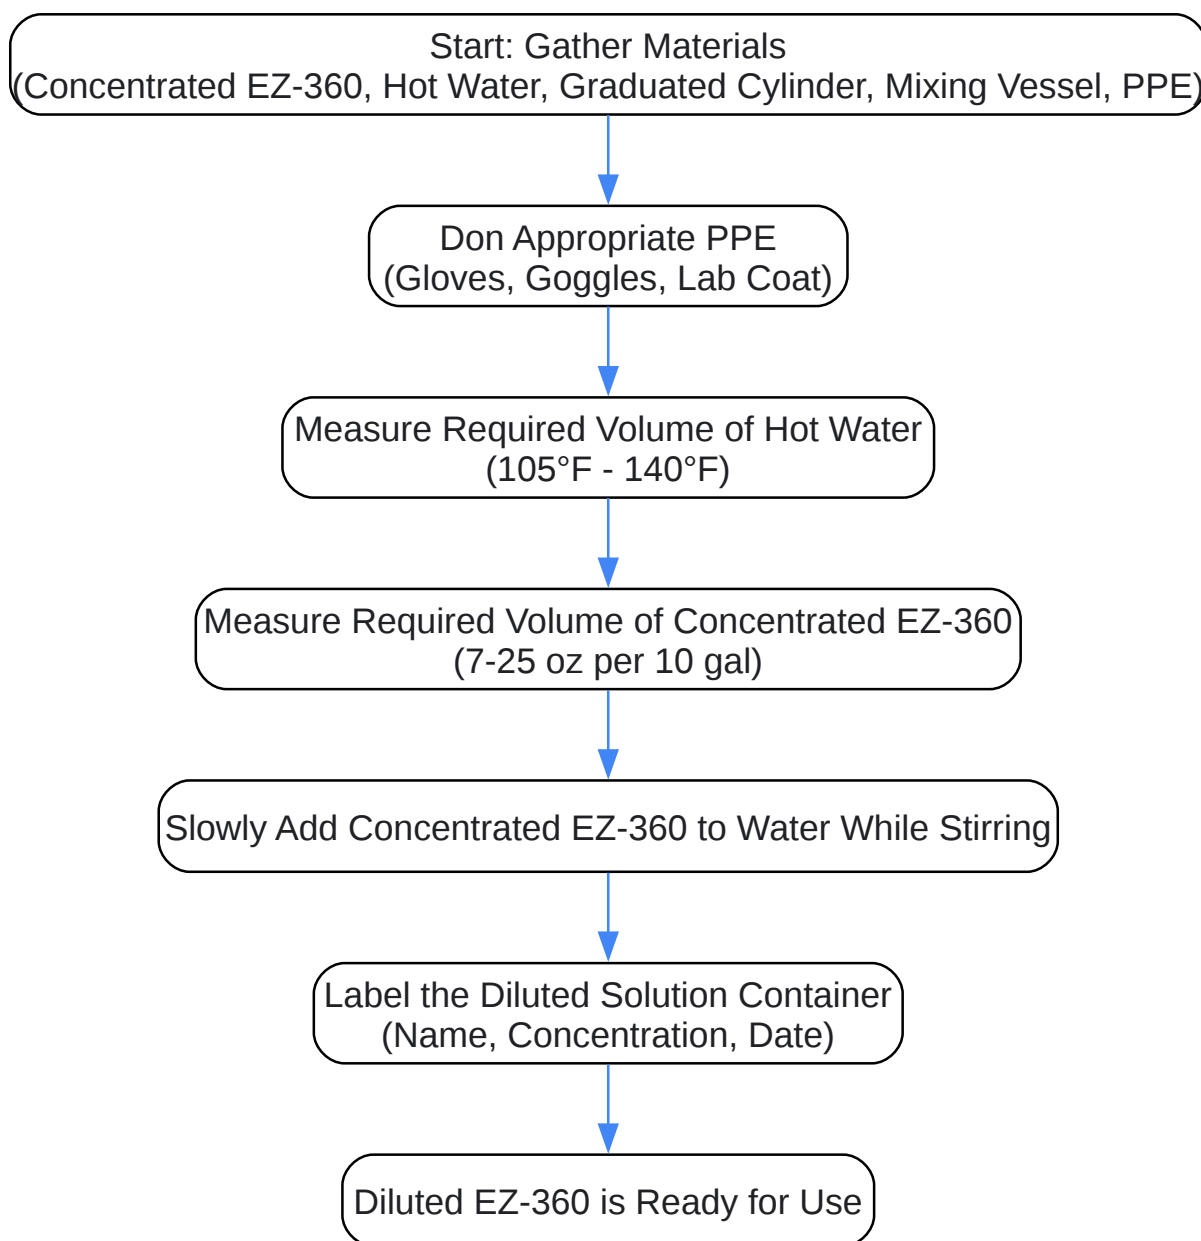 Start: Gather Materials
(Concentrated EZ-360, Hot Water, Graduated Cylinder, Mixing Vessel, PPE)
Don Appropriate PPE
(Gloves, Goggles, Lab Coat)
Measure Required Volume of Hot Water
(105°F - 140°F)
Measure Required Volume of Concentrated EZ-360
(7-25 oz per 10 gal)
Slowly Add Concentrated EZ-360 to Water While Stirring
Label the Diluted Solution Container
(Name, Concentration, Date)
Diluted EZ-360 is Ready for Use